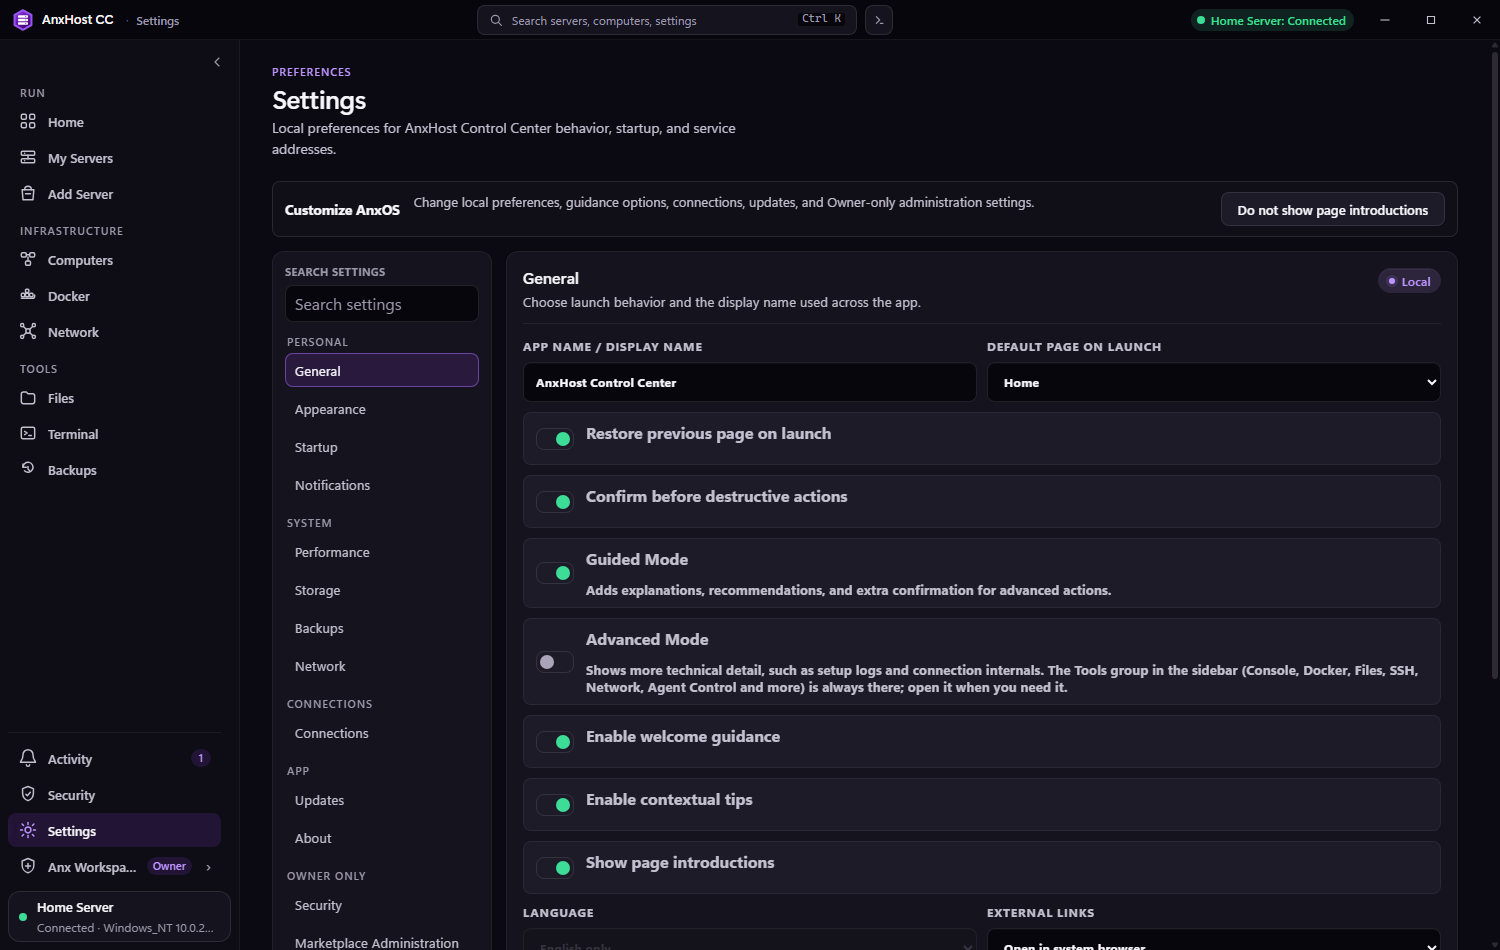 AnxHost CC · Settings
Search servers, computers, settings
Ctrl K
Home Server: Connected
RUN
Home
My Servers
Add Server
INFRASTRUCTURE
Computers
Docker
Network
TOOLS
Files
Terminal
Backups
Activity 1
Security
Settings
Anx Workspa... Owner
Home Server
Connected · Windows_NT 10.0.2...
PREFERENCES
Settings
Local preferences for AnxHost Control Center behavior, startup, and service
addresses.
Customize AnxOS
Change local preferences, guidance options, connections, updates, and Owner-only administration settings.
Do not show page introductions
SEARCH SETTINGS
Search settings
PERSONAL
General
Appearance
Startup
Notifications
SYSTEM
Performance
Storage
Backups
Network
CONNECTIONS
Connections
APP
Updates
About
OWNER ONLY
Security
Marketplace Administration
General
Choose launch behavior and the display name used across the app.
Local
APP NAME / DISPLAY NAME
AnxHost Control Center
DEFAULT PAGE ON LAUNCH
Home
Restore previous page on launch
Confirm before destructive actions
Guided Mode
Adds explanations, recommendations, and extra confirmation for advanced actions.
Advanced Mode
Shows more technical detail, such as setup logs and connection internals. The Tools group in the sidebar (Console, Docker, Files, SSH,
Network, Agent Control and more) is always there; open it when you need it.
Enable welcome guidance
Enable contextual tips
Show page introductions
LANGUAGE
English only
EXTERNAL LINKS
Open in system browser